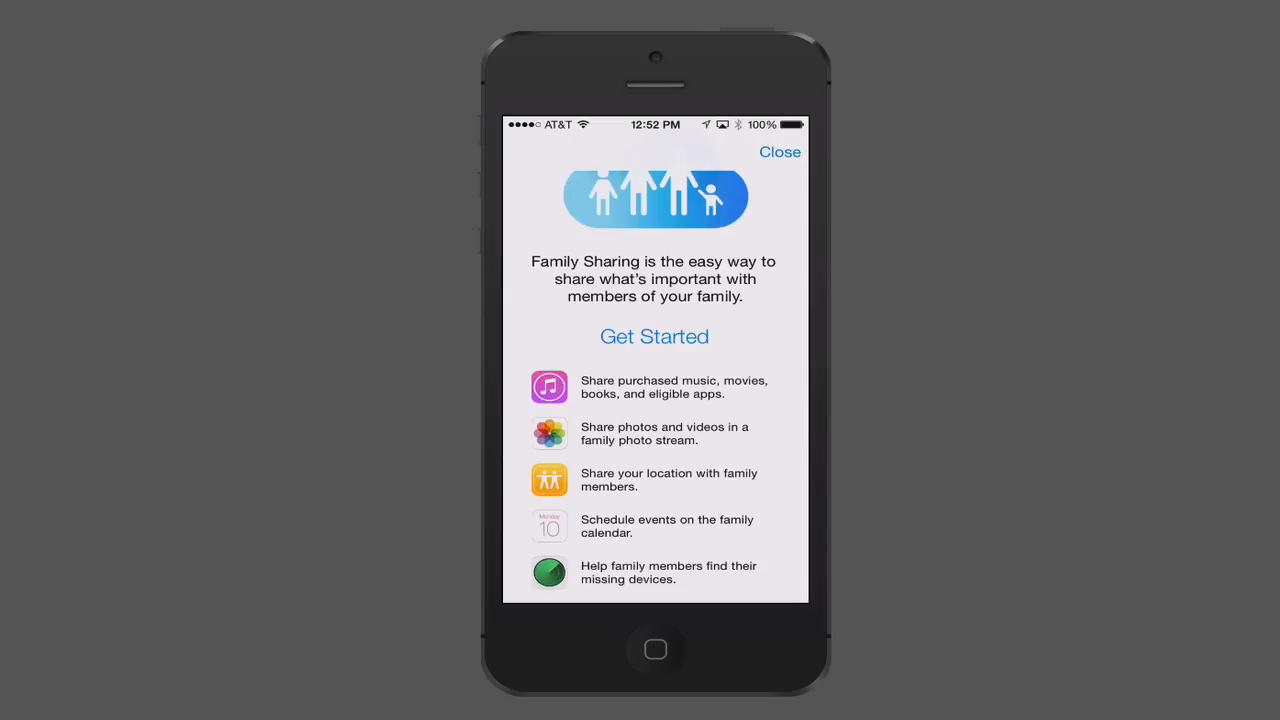 AT&T 12:52 PM 100%
Close
Family Sharing is the easy way to
share what's important with
members of your family.
Get Started
Share purchased music, movies,
books, and eligible apps.
Share photos and videos in a
family photo stream.
Share your location with family
members.
Monday
10
Schedule events on the family
calendar.
Help family members find their
missing devices.